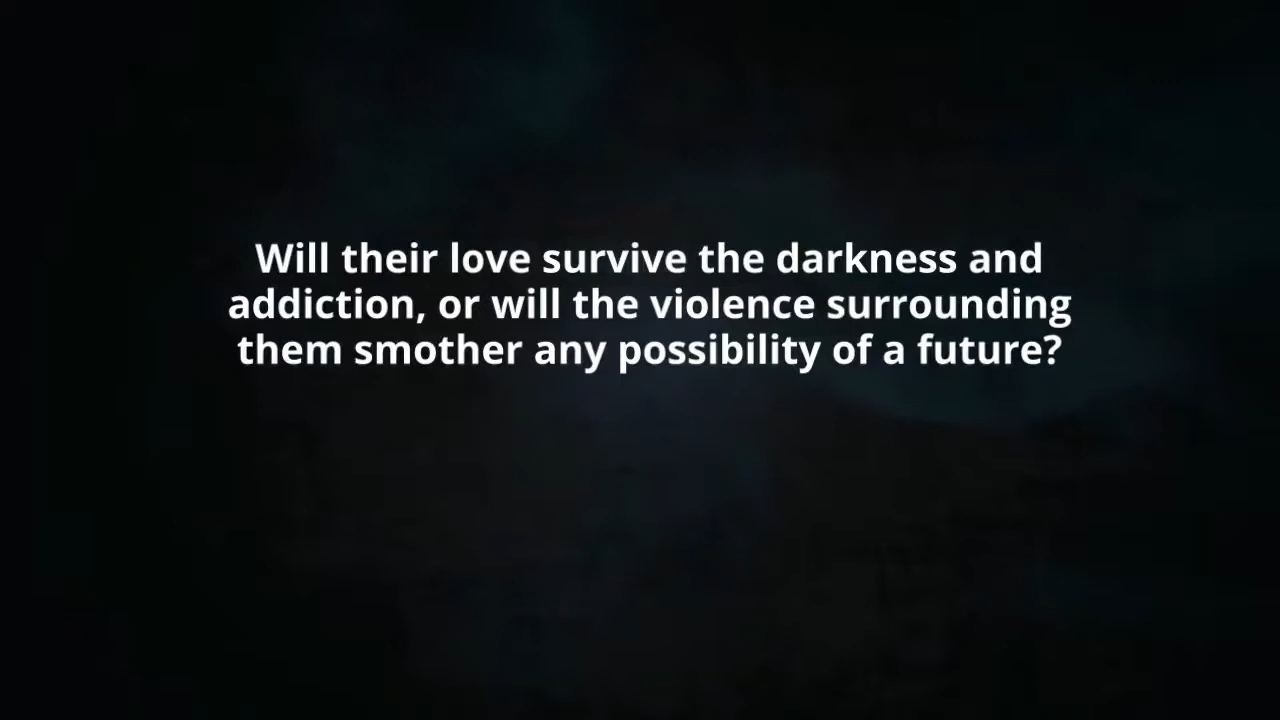 Will their love survive the darkness and
addiction, or will the violence surrounding
them smother any possibility of a future?